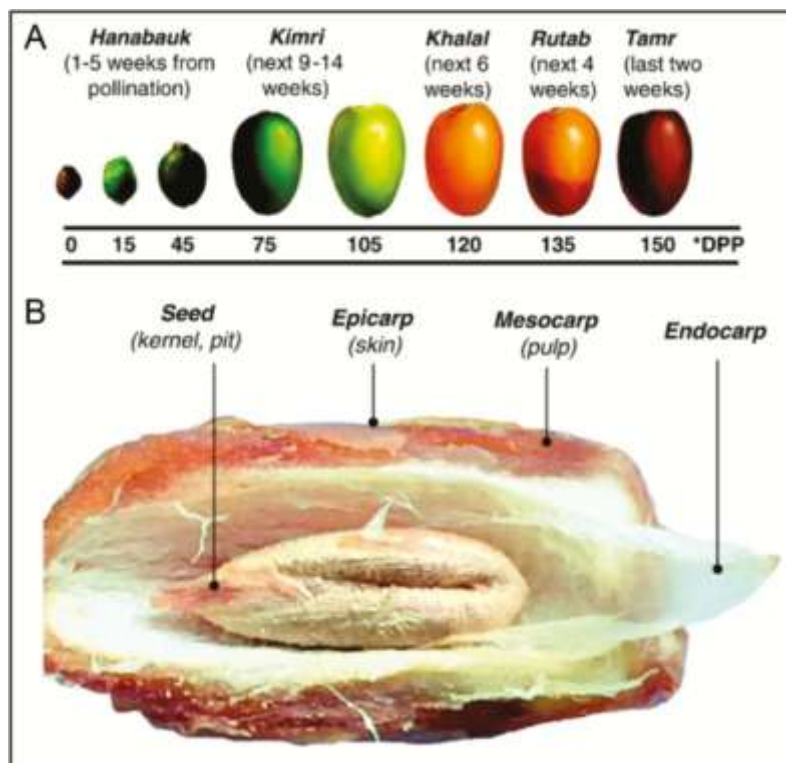 A
Hanabauk
(1-5 weeks from
pollination)
Kimri
(next 9-14
weeks)
Khalal
(next 6
weeks)
Rutab
(next 4
weeks)
Tamr
(last two
weeks)
0 15 45 75 105 120 135 150 *DPP
B
Seed
(kernel, pit)
Epicarp
(skin)
Mesocarp
(pulp)
Endocarp